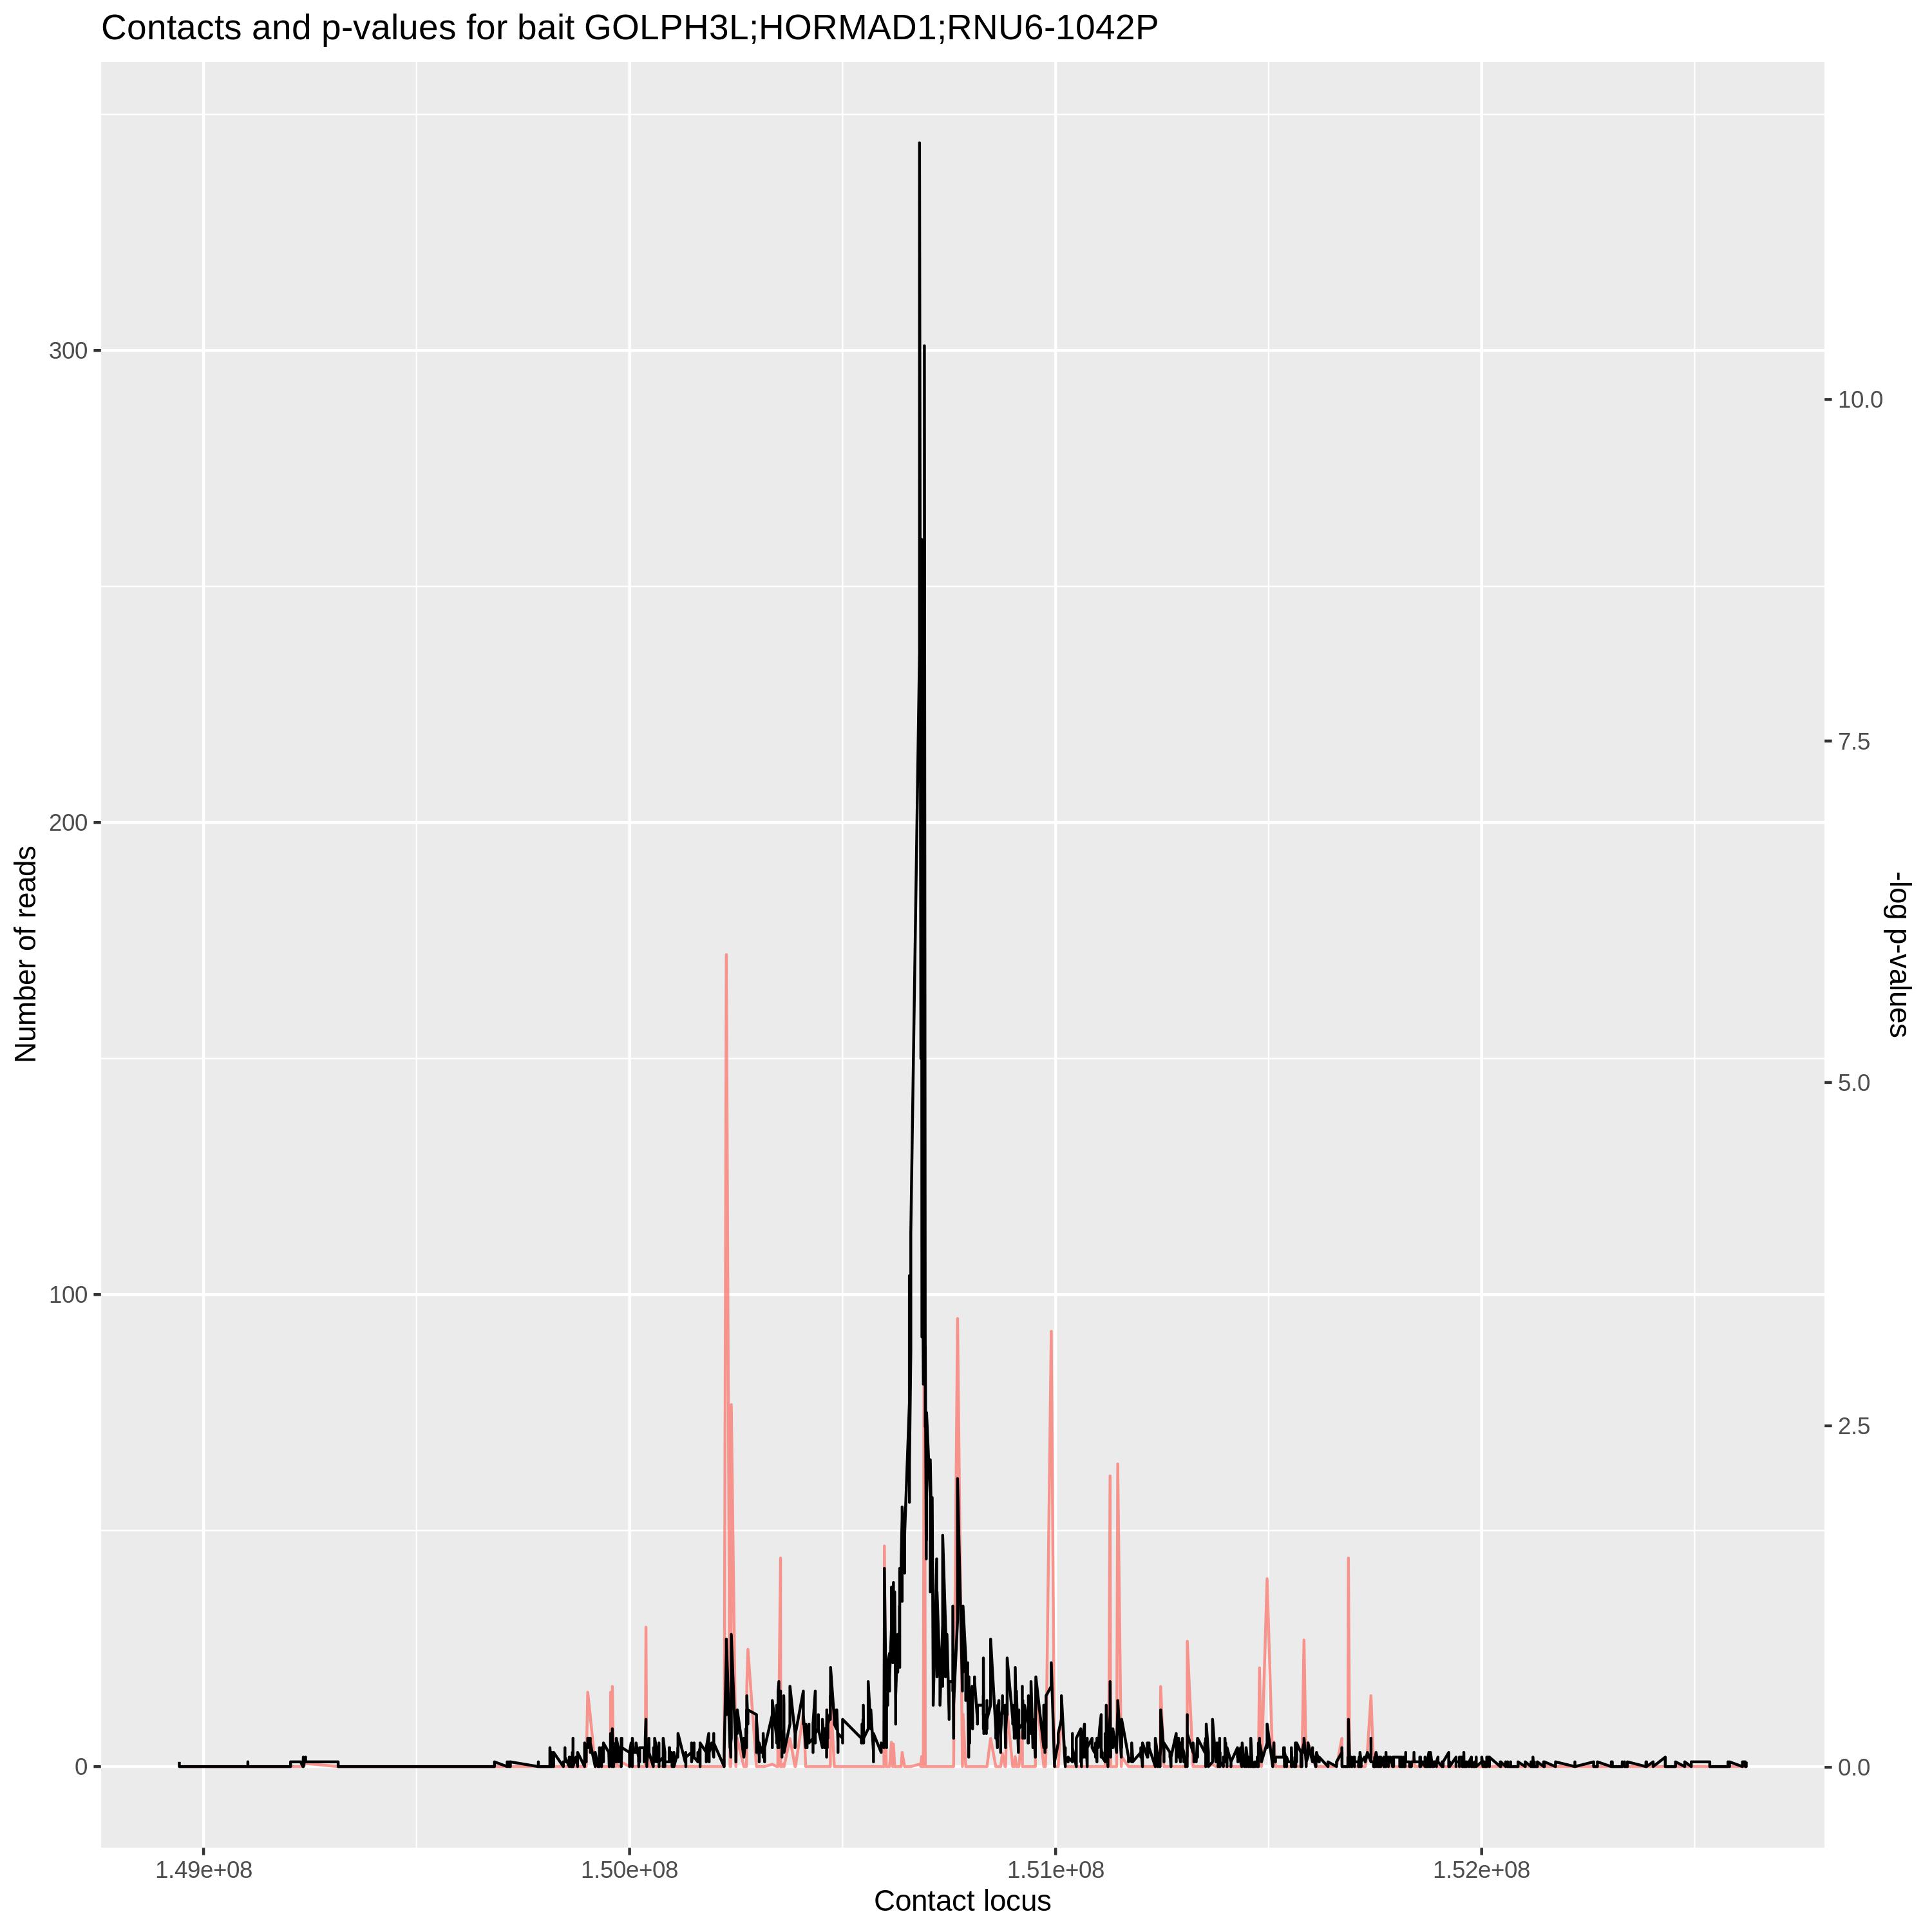 Contacts and p-values for bait GOLPH3L;HORMAD1;RNU6-1042P
300
200
100
0
Number of reads
10.0
7.5
5.0
2.5
0.0
-log p-values
1.49e+08
1.50e+08
1.51e+08
1.52e+08
Contact locus